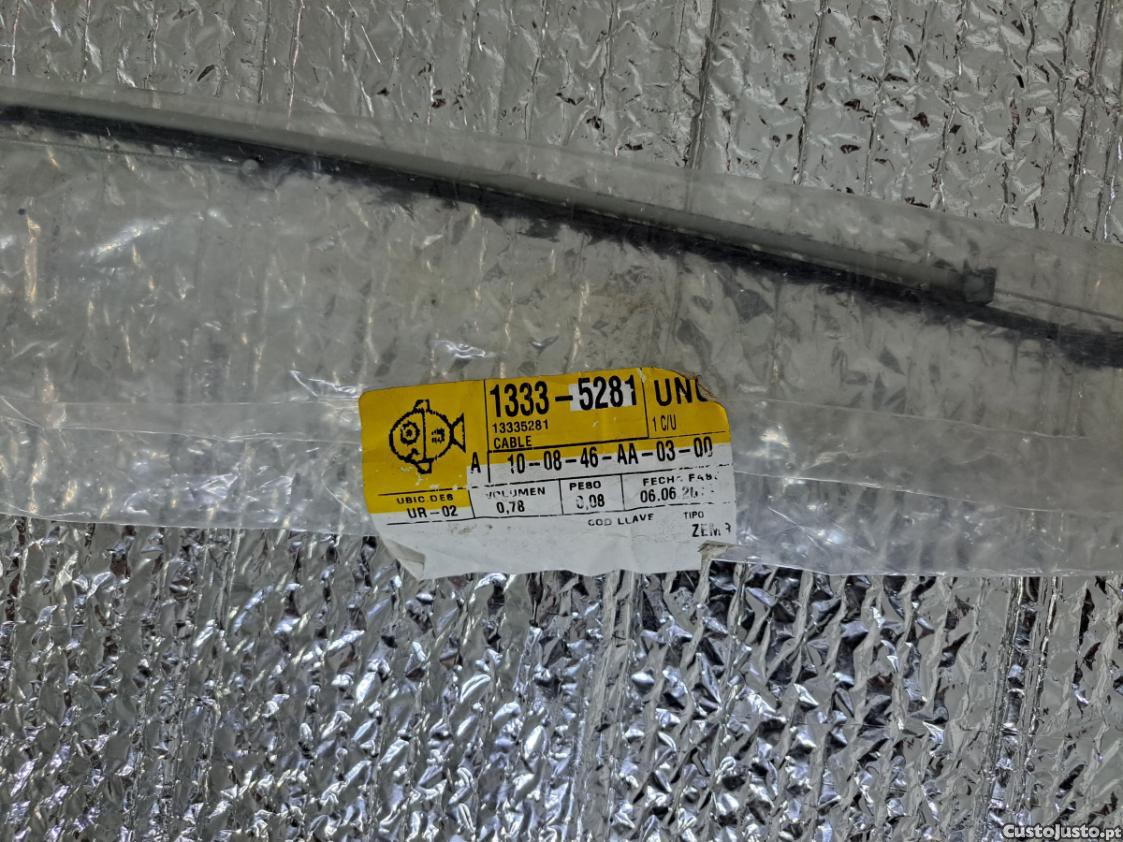 1333-5281
13335281
CABLE
1 C/U
A 10-08-46-AA-03-00
UBIC.DES VOLUMEN PESO
UR-02 0,78 0,08 06.06
COD LLAVE TIPO
CustoJusto.pt